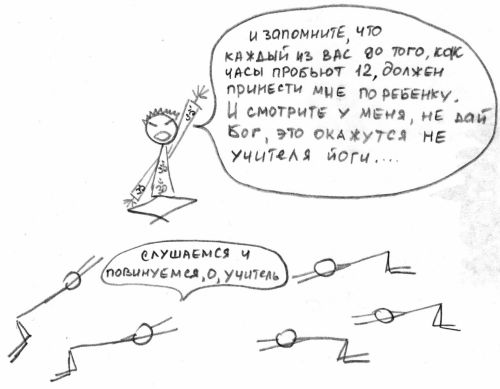 И ЗАПОМНИТЕ, ЧТО
КАЖДЫЙ ИЗ ВАС ДО ТОГО, КАК
ЧАСЫ ПРОБЬЮТ 12, ДОЛЖЕН
ПРИНЕСТИ МНЕ ПО РЕБЕНКУ.
И СМОТРИТЕ У МЕНЯ, НЕ ДАЙ
БОГ, ЭТО ОКАЖУТСЯ НЕ
УЧИТЕЛЯ ЙОГИ....
СЛУШАЕМСЯ И
ПОВИНУЕМСЯ, О, УЧИТЕЛЬ